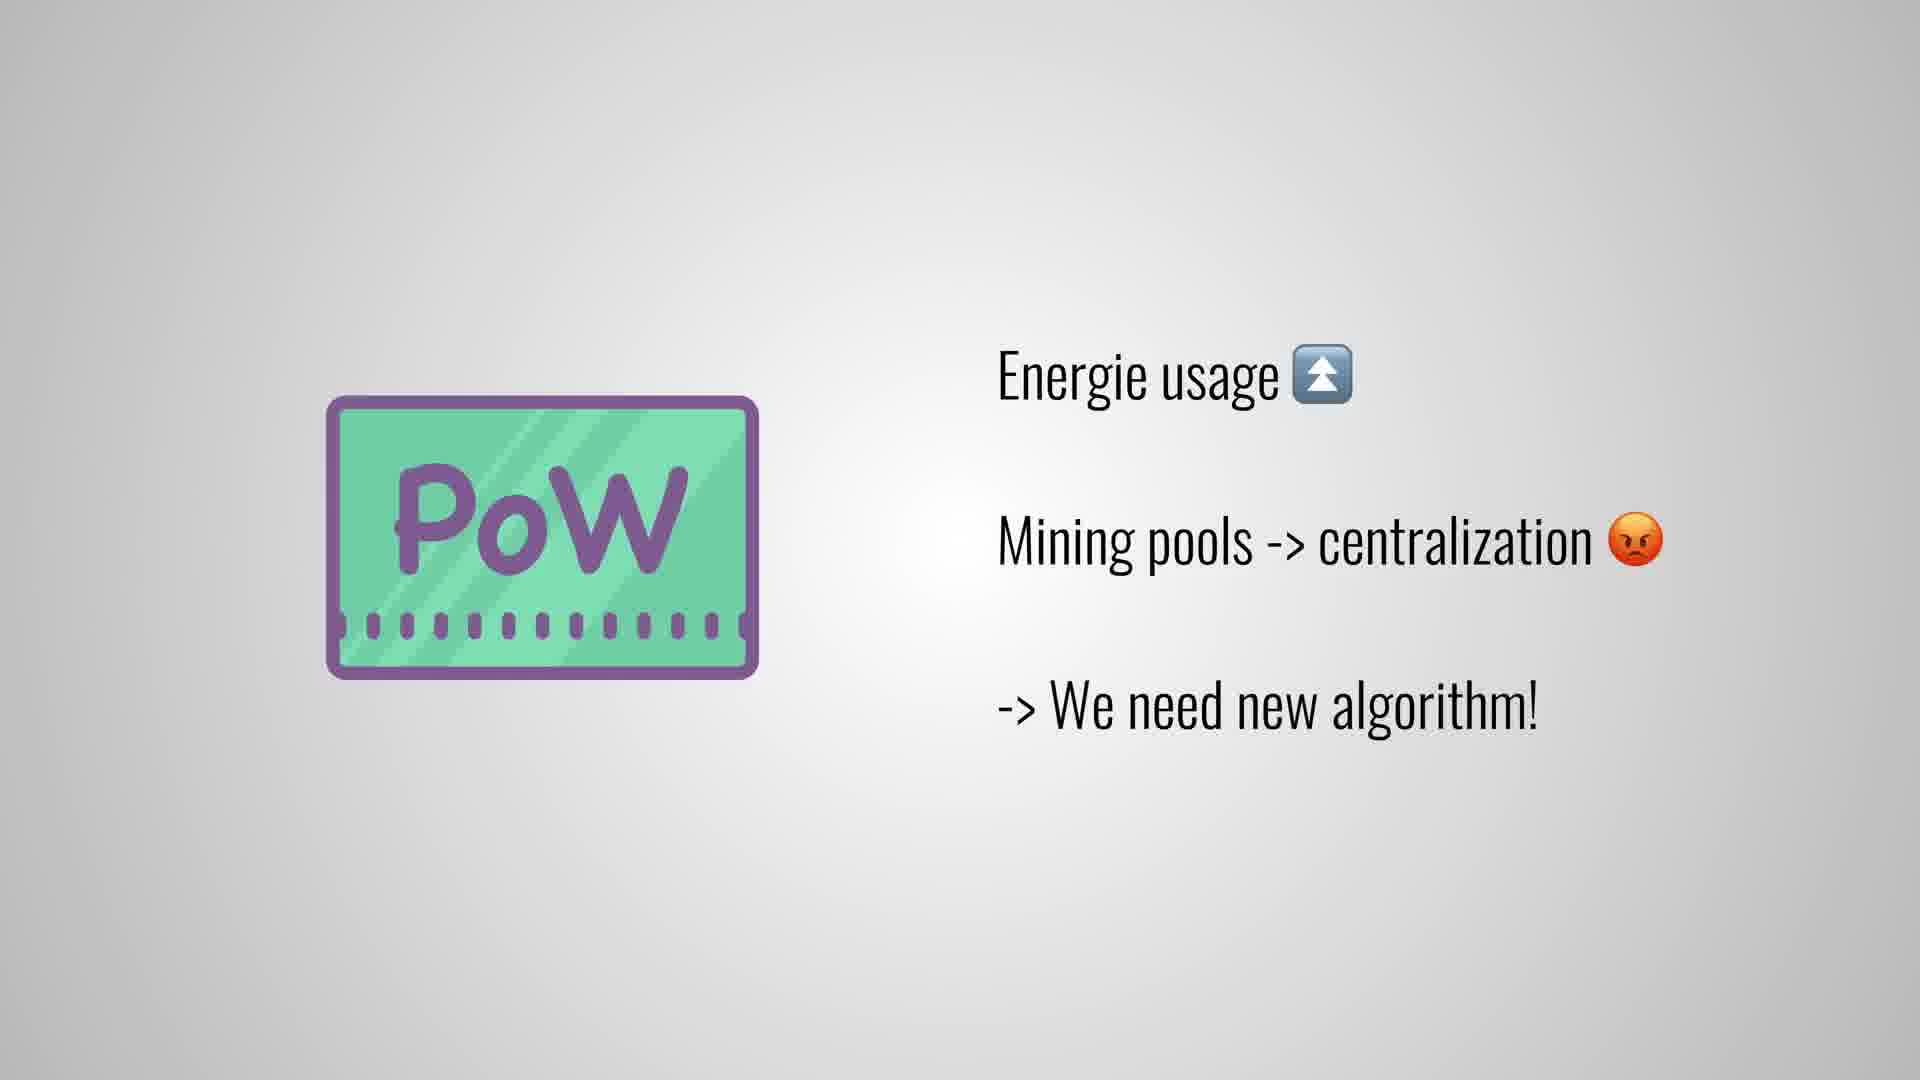 PoW
Energie usage ⏫
Mining pools -> centralization 😡
-> We need new algorithm!